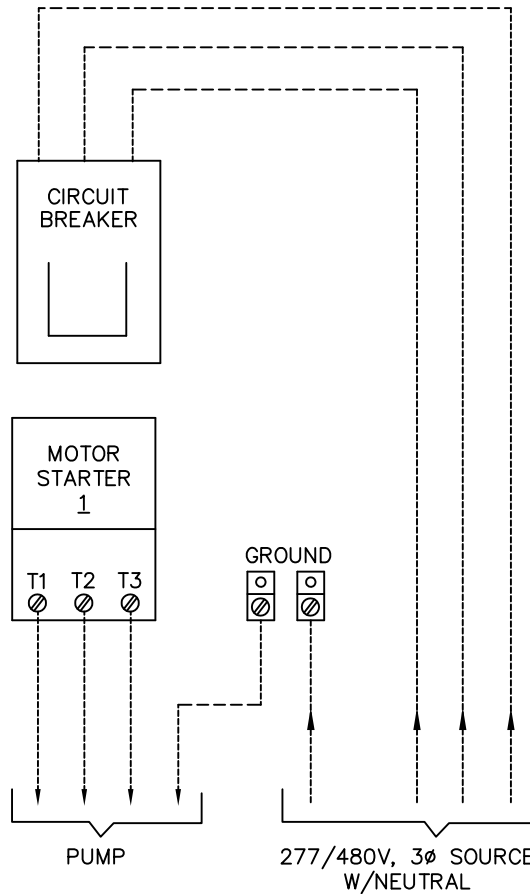 CIRCUIT
BREAKER
MOTOR
STARTER
1
T1 T2 T3
GROUND
PUMP
277/480V, 3ø SOURCE
W/NEUTRAL